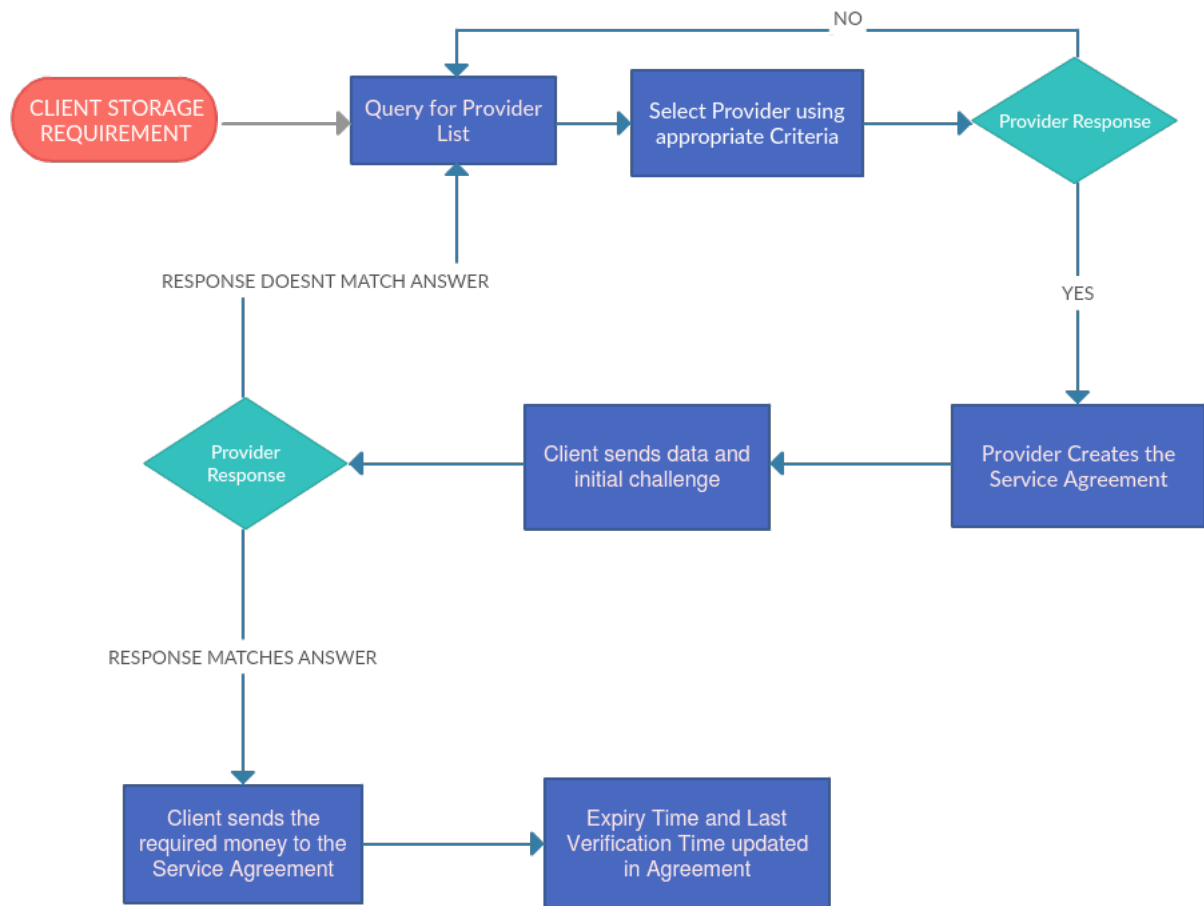 NO
CLIENT STORAGE
REQUIREMENT
Query for Provider
List
Select Provider using
appropriate Criteria
Provider Response
RESPONSE DOESNT MATCH ANSWER
YES
Provider
Response
Client sends data and
initial challenge
Provider Creates the
Service Agreement
RESPONSE MATCHES ANSWER
Client sends the
required money to the
Service Agreement
Expiry Time and Last
Verification Time updated
in Agreement